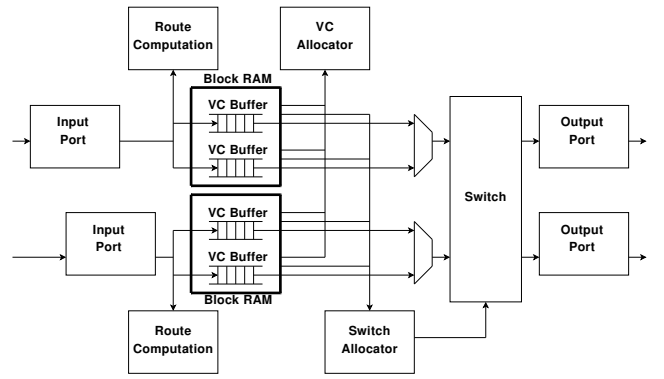 Route
Computation
VC
Allocator
Block RAM
VC Buffer
VC Buffer
Input
Port
Output
Port
Switch
VC Buffer
VC Buffer
Block RAM
Input
Port
Output
Port
Route
Computation
Switch
Allocator